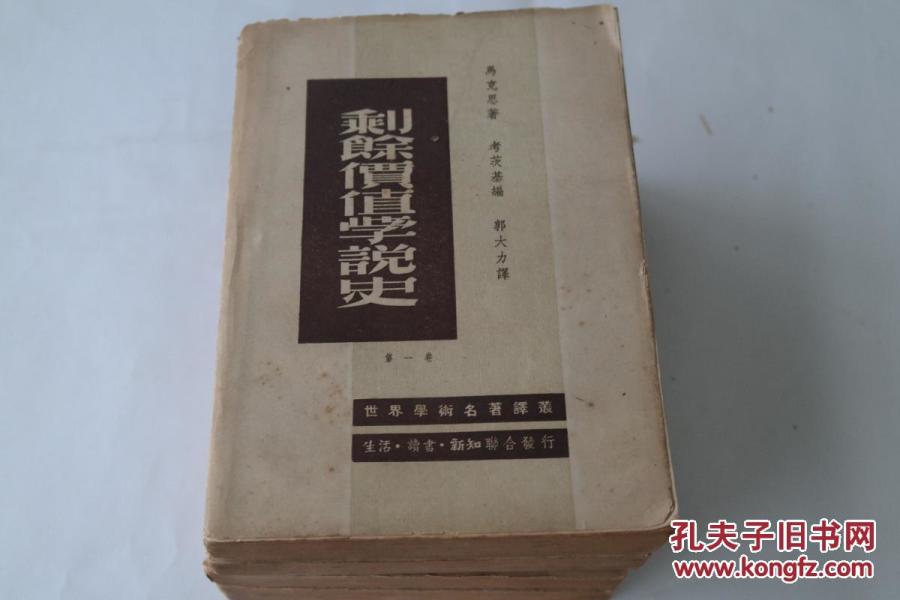 馬克思著 考茨基編 郭大力譯
剩餘價值学説史
第一卷
世界學術名著譯叢
生活·讀書·新知聯合發行
孔夫子旧书网
www.kongfz.com